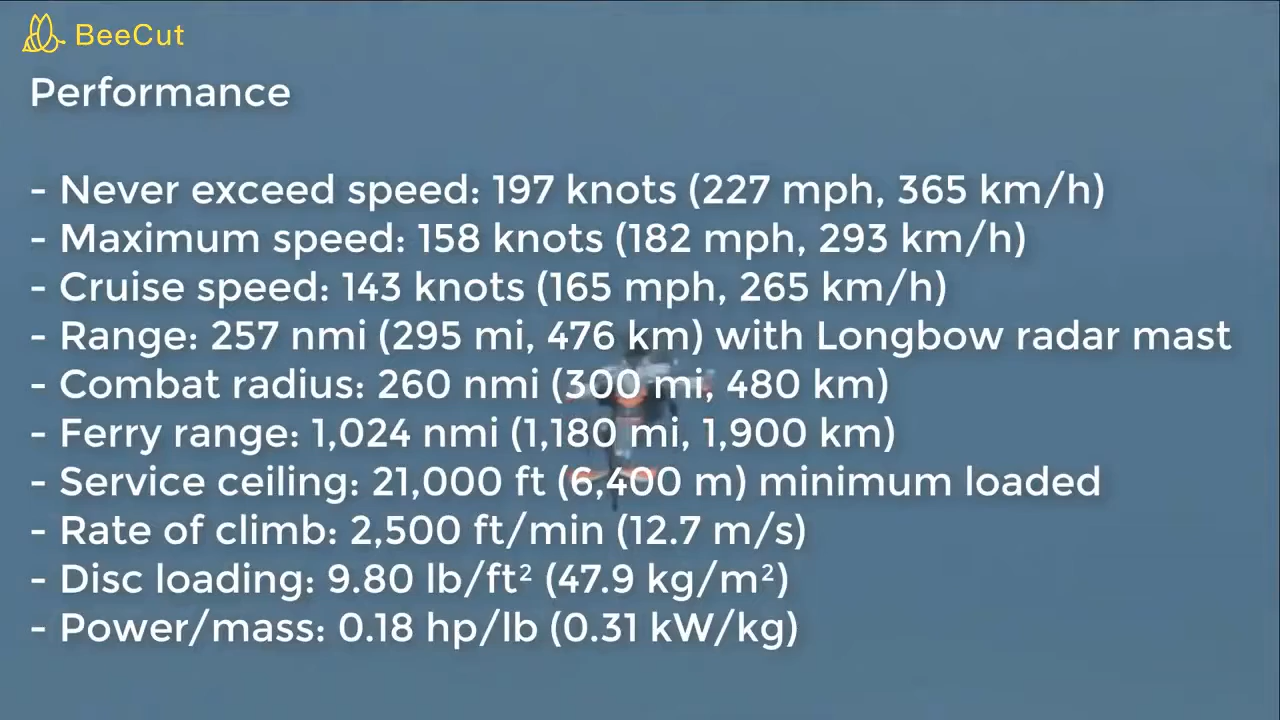 BeeCut
Performance
- Never exceed speed: 197 knots (227 mph, 365 km/h)
- Maximum speed: 158 knots (182 mph, 293 km/h)
- Cruise speed: 143 knots (165 mph, 265 km/h)
- Range: 257 nmi (295 mi, 476 km) with Longbow radar mast
- Combat radius: 260 nmi (300 mi, 480 km)
- Ferry range: 1,024 nmi (1,180 mi, 1,900 km)
- Service ceiling: 21,000 ft (6,400 m) minimum loaded
- Rate of climb: 2,500 ft/min (12.7 m/s)
- Disc loading: 9.80 lb/ft² (47.9 kg/m²)
- Power/mass: 0.18 hp/lb (0.31 kW/kg)